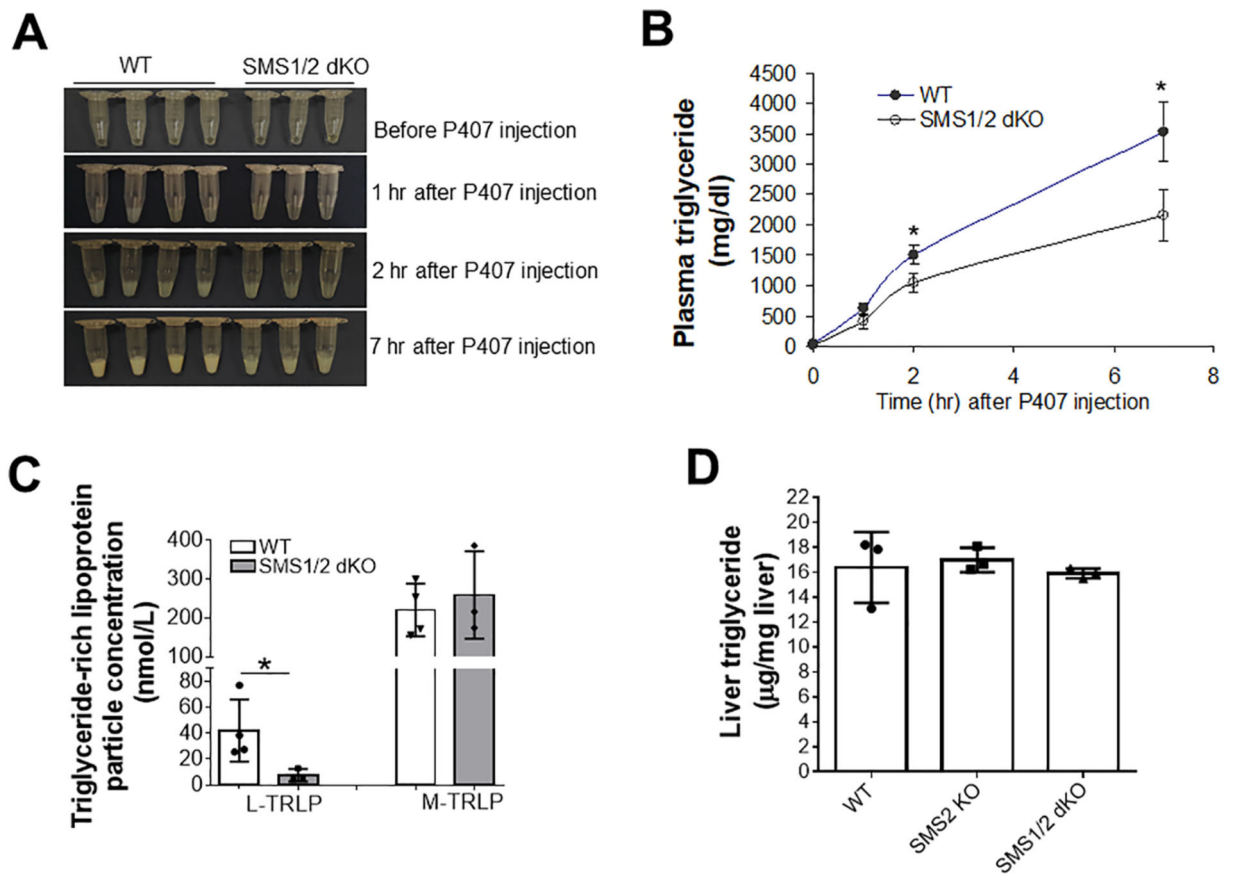 A
WT
SMS1/2 dKO
Before P407 injection
1 hr after P407 injection
2 hr after P407 injection
7 hr after P407 injection
B
Plasma triglyceride
(mg/dl)
4500
4000
3500
3000
2500
2000
1500
1000
500
0
WT
SMS1/2 dKO
*
*
0
2
4
6
8
Time (hr) after P407 injection
C
Triglyceride-rich lipoprotein
particle concentration
(nmol/L)
400
300
200
100
80
60
40
20
0
WT
SMS1/2 dKO
*
L-TRLP
M-TRLP
D
Liver triglyceride
(µg/mg liver)
22
20
18
16
14
12
10
8
6
4
2
0
WT
SMS2 KO
SMS1/2 dKO